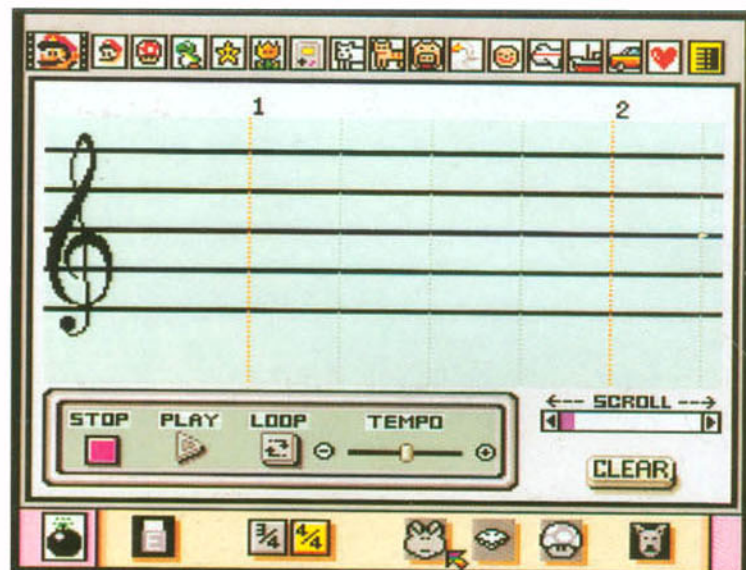 1 2
STOP PLAY LOOP TEMPO
<--- SCROLL --->
CLEAR
3/4 4/4